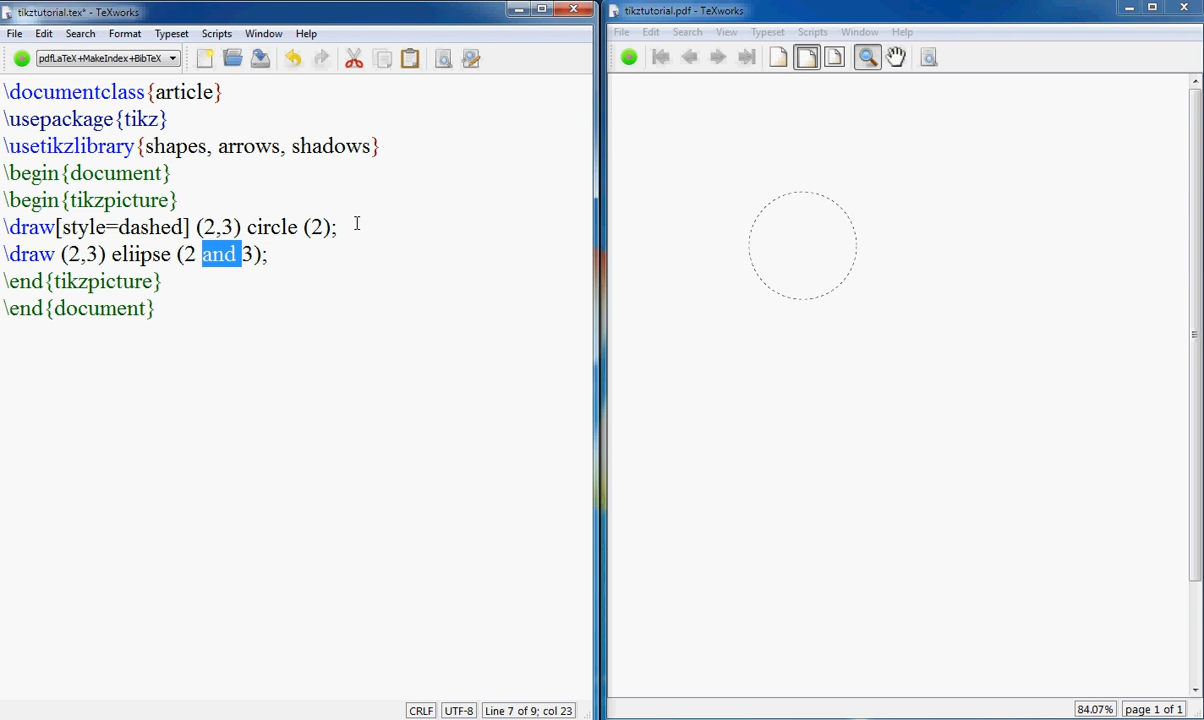 tikztutorial.tex* - TeXworks
File Edit Search Format Typeset Scripts Window Help
pdfLaTeX+MakeIndex+BibTeX
\documentclass{article}
\usepackage{tikz}
\usetikzlibrary{shapes, arrows, shadows}
\begin{document}
\begin{tikzpicture}
\draw[style=dashed] (2,3) circle (2);
\draw (2,3) eliipse (2 and 3);
\end{tikzpicture}
\end{document}
CRLF UTF-8 Line 7 of 9; col 23
tikztutorial.pdf - TeXworks
File Edit Search View Typeset Scripts Window Help
84.07% page 1 of 1